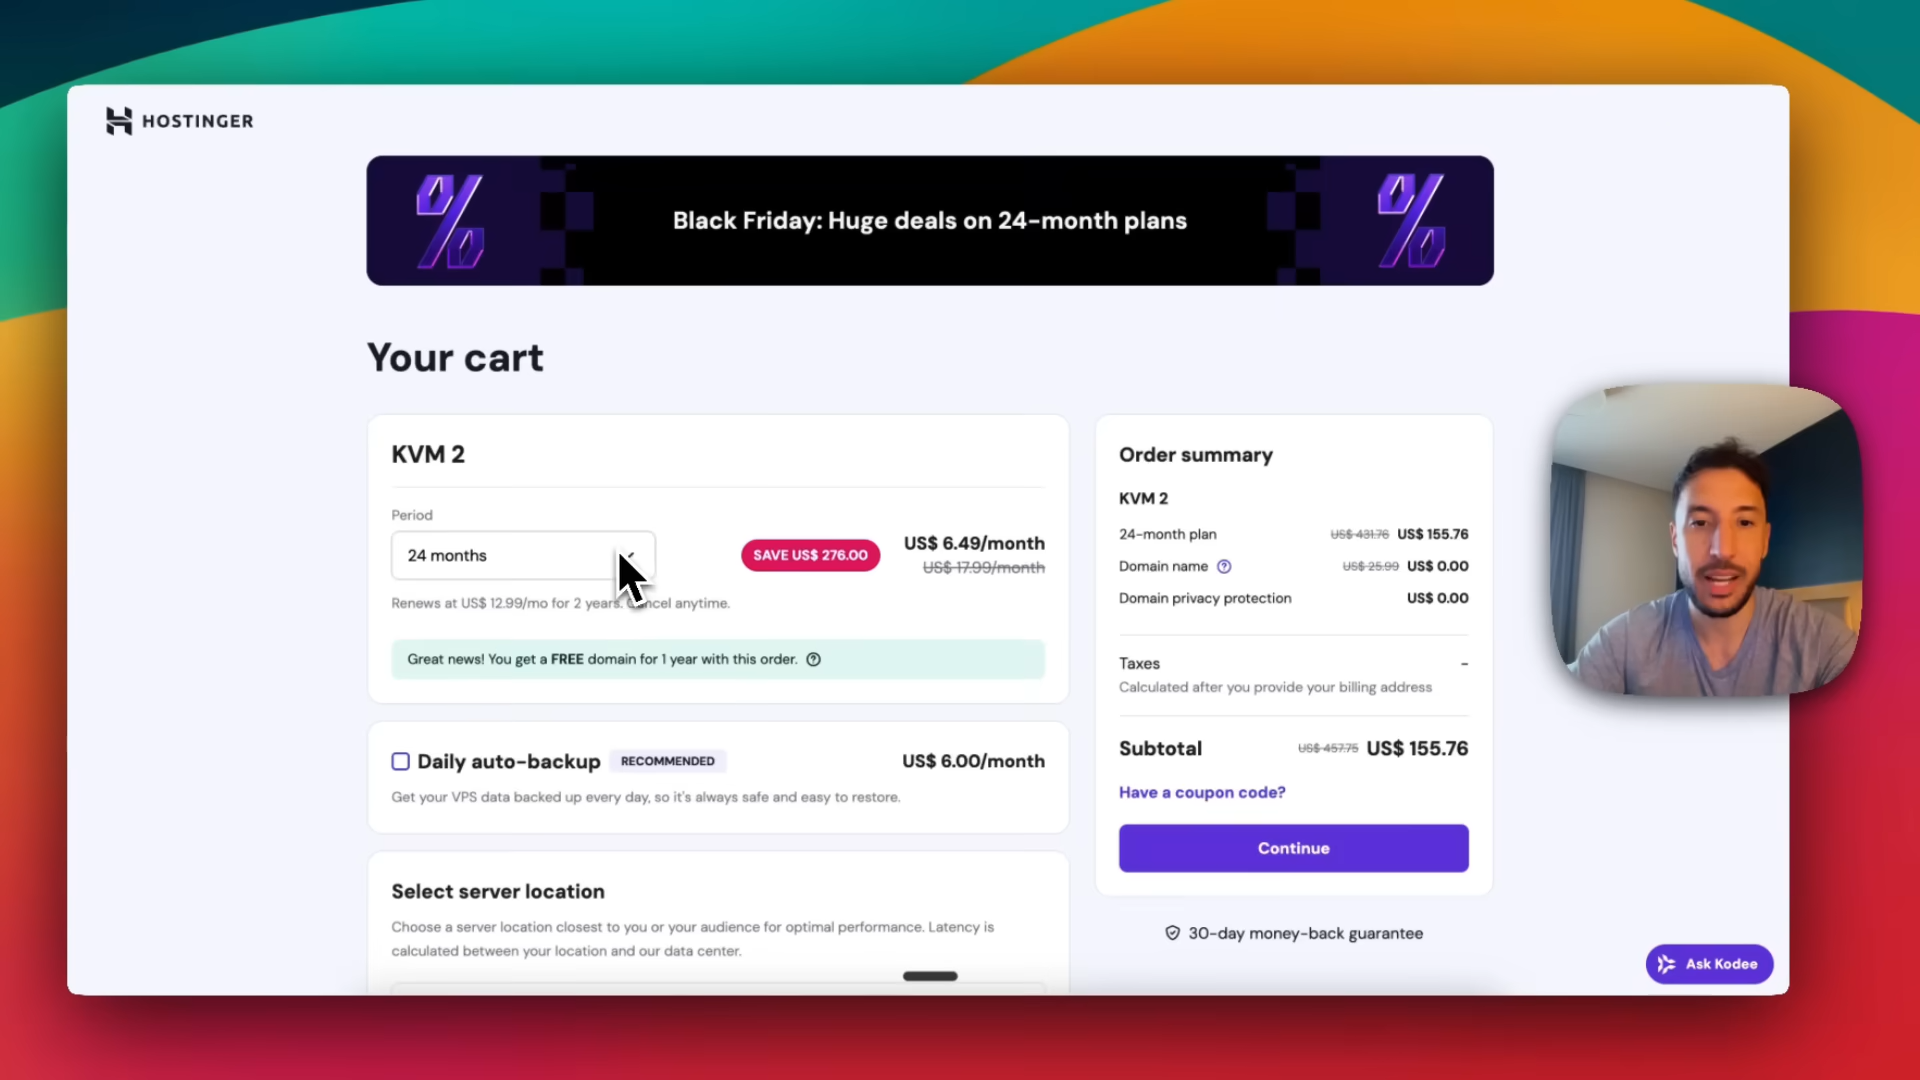 HOSTINGER
Black Friday: Huge deals on 24-month plans
Your cart
KVM 2
Period
24 months
SAVE US$ 276.00
US$ 6.49/month
US$ 17.99/month
Renews at US$ 12.99/mo for 2 years. Cancel anytime.
Great news! You get a FREE domain for 1 year with this order.
Daily auto-backup RECOMMENDED US$ 6.00/month
Get your VPS data backed up every day, so it's always safe and easy to restore.
Select server location
Choose a server location closest to you or your audience for optimal performance. Latency is
calculated between your location and our data center.
Order summary
KVM 2
24-month plan US$ 431.76 US$ 155.76
Domain name US$ 25.99 US$ 0.00
Domain privacy protection US$ 0.00
Taxes -
Calculated after you provide your billing address
Subtotal US$ 457.75 US$ 155.76
Have a coupon code?
Continue
30-day money-back guarantee
Ask Kodee